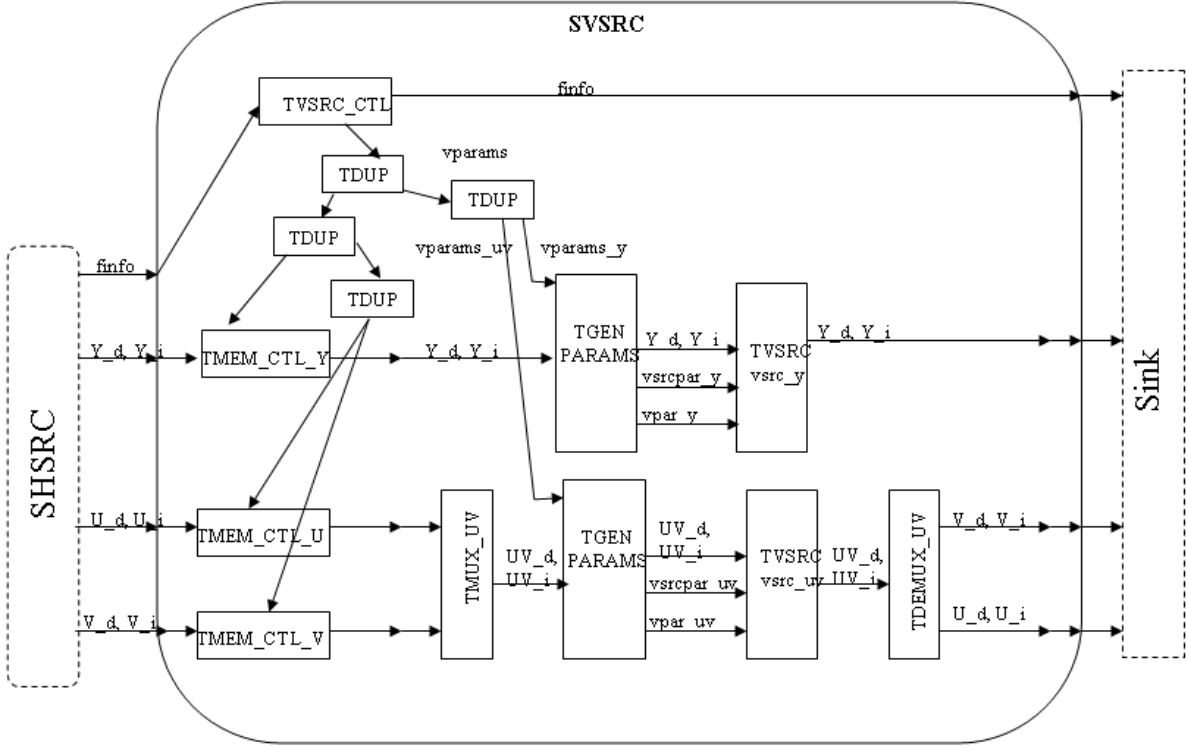 SVSRC
TVSRC_CTL
finfo
TDUP
vparams
TDUP
TDUP
vparams_uv
vparams_y
finfo
TDUP
SHSRC
Sink
Y_d, Y_i
TMEM_CTL_Y
Y_d, Y_i
TGEN
PARAMS
Y_d, Y_i
vsrcpar_y
vpar_y
TVSRC
vsrc_y
Y_d, Y_i
U_d, U_i
TMEM_CTL_U
TMUX_UV
UV_d,
UV_i
TGEN
PARAMS
UV_d,
UV_i
vsrcpar_uv
vpar_uv
TVSRC
vsrc_uv
UV_d,
UV_i
TDEMUX_UV
V_d, V_i
V_d, V_i
TMEM_CTL_V
U_d, U_i